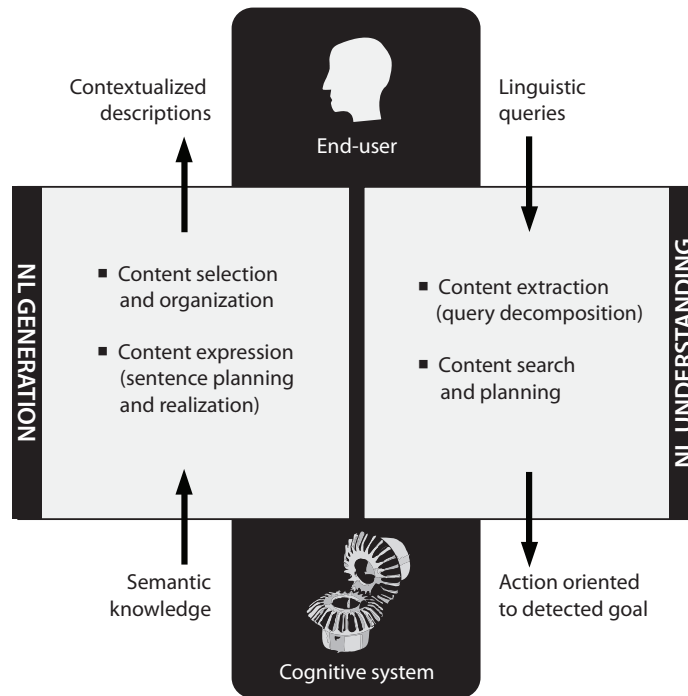 Contextualized
descriptions
Linguistic
queries
End-user
NL GENERATION
■ Content selection
and organization
■ Content expression
(sentence planning
and realization)
■ Content extraction
(query decomposition)
■ Content search
and planning
NL UNDERSTANDING
Semantic
knowledge
Action oriented
to detected goal
Cognitive system